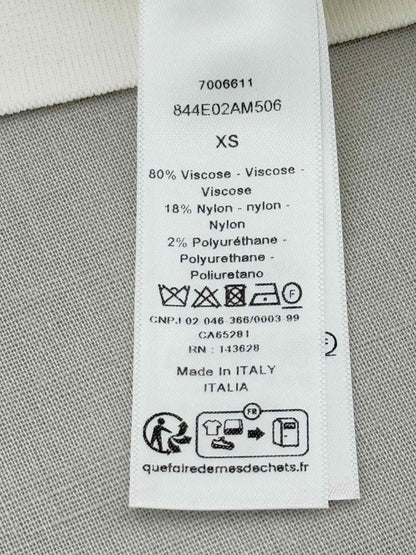 7006611
844E02AM506
XS
80% Viscose - Viscose -
Viscose
18% Nylon - nylon -
Nylon
2% Polyuréthane -
Polyurethane -
Poliuretano
F
CNPJ 02-046-366/0003-99
CA65281
RN : 143628
Made In ITALY
ITALIA
FR
quefairedemesdechets.fr